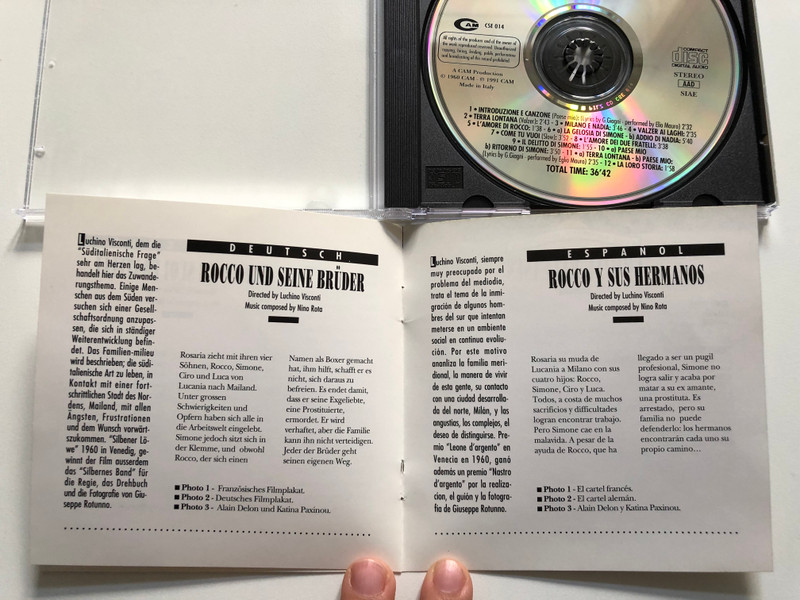 CAM
CSE 014
All rights of the producer and of the owner of
the work reproduced reserved. Unauthorized
copying, hiring, lending, public performance
and broadcasting of this record prohibited.
A CAM Production
℗ 1960 CAM - © 1991 CAM
Made in Italy
COMPACT
disc
DIGITAL AUDIO
STEREO
AAD
SIAE
1 • INTRODUZIONE E CANZONE (Paese mio) (Lyrics by G. Giagni - performed by Elio Mauro) 2'32
2 • TERRA LONTANA (Valzer): 2'43 - 3 • MILANO E NADIA: 3'46 - 4 • VALZER AI LAGHI: 2'35
5 • L'AMORE DI ROCCO: 1'38 - 6 • a) LA GELOSIA DI SIMONE - b) ADDIO DI NADIA: 5'40
7 • COME TU VUOI (Slow): 3'52 - 8 • L'AMORE DEI DUE FRATELLI: 3'38
9 • IL DELITTO DI SIMONE: 1'55 - 10 • a) PAESE MIO
b) RITORNO DI SIMONE: 3'50 - 11 • a) TERRA LONTANA - b) PAESE MIO:
(Lyrics by G. Giagni - performed by Eglio Mauro) 2'35 - 12 • LA LORO STORIA: 1'58
TOTAL TIME: 36'42
Luchino Visconti, dem die
"Süditalienische Frage"
sehr am Herzen lag, be-
handelt hier das Zuwande-
rungsthema. Einige Men-
schen aus dem Süden ver-
suchen sich einer Gesell-
schaftsordnung anzupas-
sen, die sich in ständiger
Weiterentwicklung befin-
det. Das Familien-milieu
wird beschrieben; die südi-
talienische Art zu leben, in
Kontakt mit einer fort-
schrittlichen Stadt des Nor-
dens, Mailand, mit allen
Ängsten, Frustrationen
und dem Wunsch vorwärt-
szukommen. "Silbener Lö-
we" 1960 in Venedig, ge-
winnt der Film ausserdem
das "Silbernes Band" für
die Regie, das Drehbuch
und die Fotografie von Giu-
seppe Rotunno.
DEUTSCH
ROCCO UND SEINE BRÜDER
Directed by Luchino Visconti
Music composed by Nino Rota
Rosaria zieht mit ihren vier
Söhnen, Rocco, Simone,
Ciro und Luca von
Lucania nach Mailand.
Unter grossen
Schwierigkeiten und
Opfern haben sich alle in
die Arbeitswelt eingelebt.
Simone jedoch sitzt sich in
der Klemme, und obwohl
Rocco, der sich einen
Namen als Boxer gemacht
hat, ihm hilft, schafft er es
nicht, sich daraus zu
befreien. Es endet damit,
dass er seine Exgeliebte,
eine Prostituierte,
ermordet. Er wird
verhaftet, aber die Familie
kann ihn nicht verteidigen.
Jeder der Brüder geht
seinen eigenen Weg.
■ Photo 1 - Französisches Filmplakat.
■ Photo 2 - Deutsches Filmplakat.
■ Photo 3 - Alain Delon und Katina Paxinou.
Luchino Visconti, siempre
muy preocupado por el
problema del mediodio,
trata el tema de la inmi-
gración de algunos hom-
bres del sur que intentan
meterse en un ambiente
social en continua evoliu-
ción. Por este motivo
ananliza la familia meri-
dional, la manera de vivir
de esta gente, su contacto
con una ciudad desarrolla-
da del norte, Milán, y las
angustias, los complejos, el
deseo de distinguirse. Pre-
mio "Leone d'argento" en
Venecia en 1960, ganó
además un premio "Nastro
d'argento" por la realiza-
cion, el guión y la fotogra-
fia de Giuseppe Rotunno.
ESPANOL
ROCCO Y SUS HERMANOS
Directed by Luchino Visconti
Music composed by Nino Rota
Rosaria su muda de
Lucania a Milano con sus
cuatro hijos: Rocco,
Simone, Ciro y Luca.
Todos, a costa de muchos
sacrificios y difficultades
logran encontrar trabajo.
Pero Simone cae en la
malavida. A pesar de la
ayuda de Rocco, que ha
llegado a ser un pugil
profesional, Simone no
logra salir y acaba por
matar a su ex amante,
una prostituta. Es
arrestado, pero su
familia no puede
defenderlo: los hermanos
encontrarán cada uno su
propio camino...
■ Photo 1 - El cartel francés.
■ Photo 2 - El cartel alemán.
■ Photo 3 - Alain Delon y Katina Paxinou.